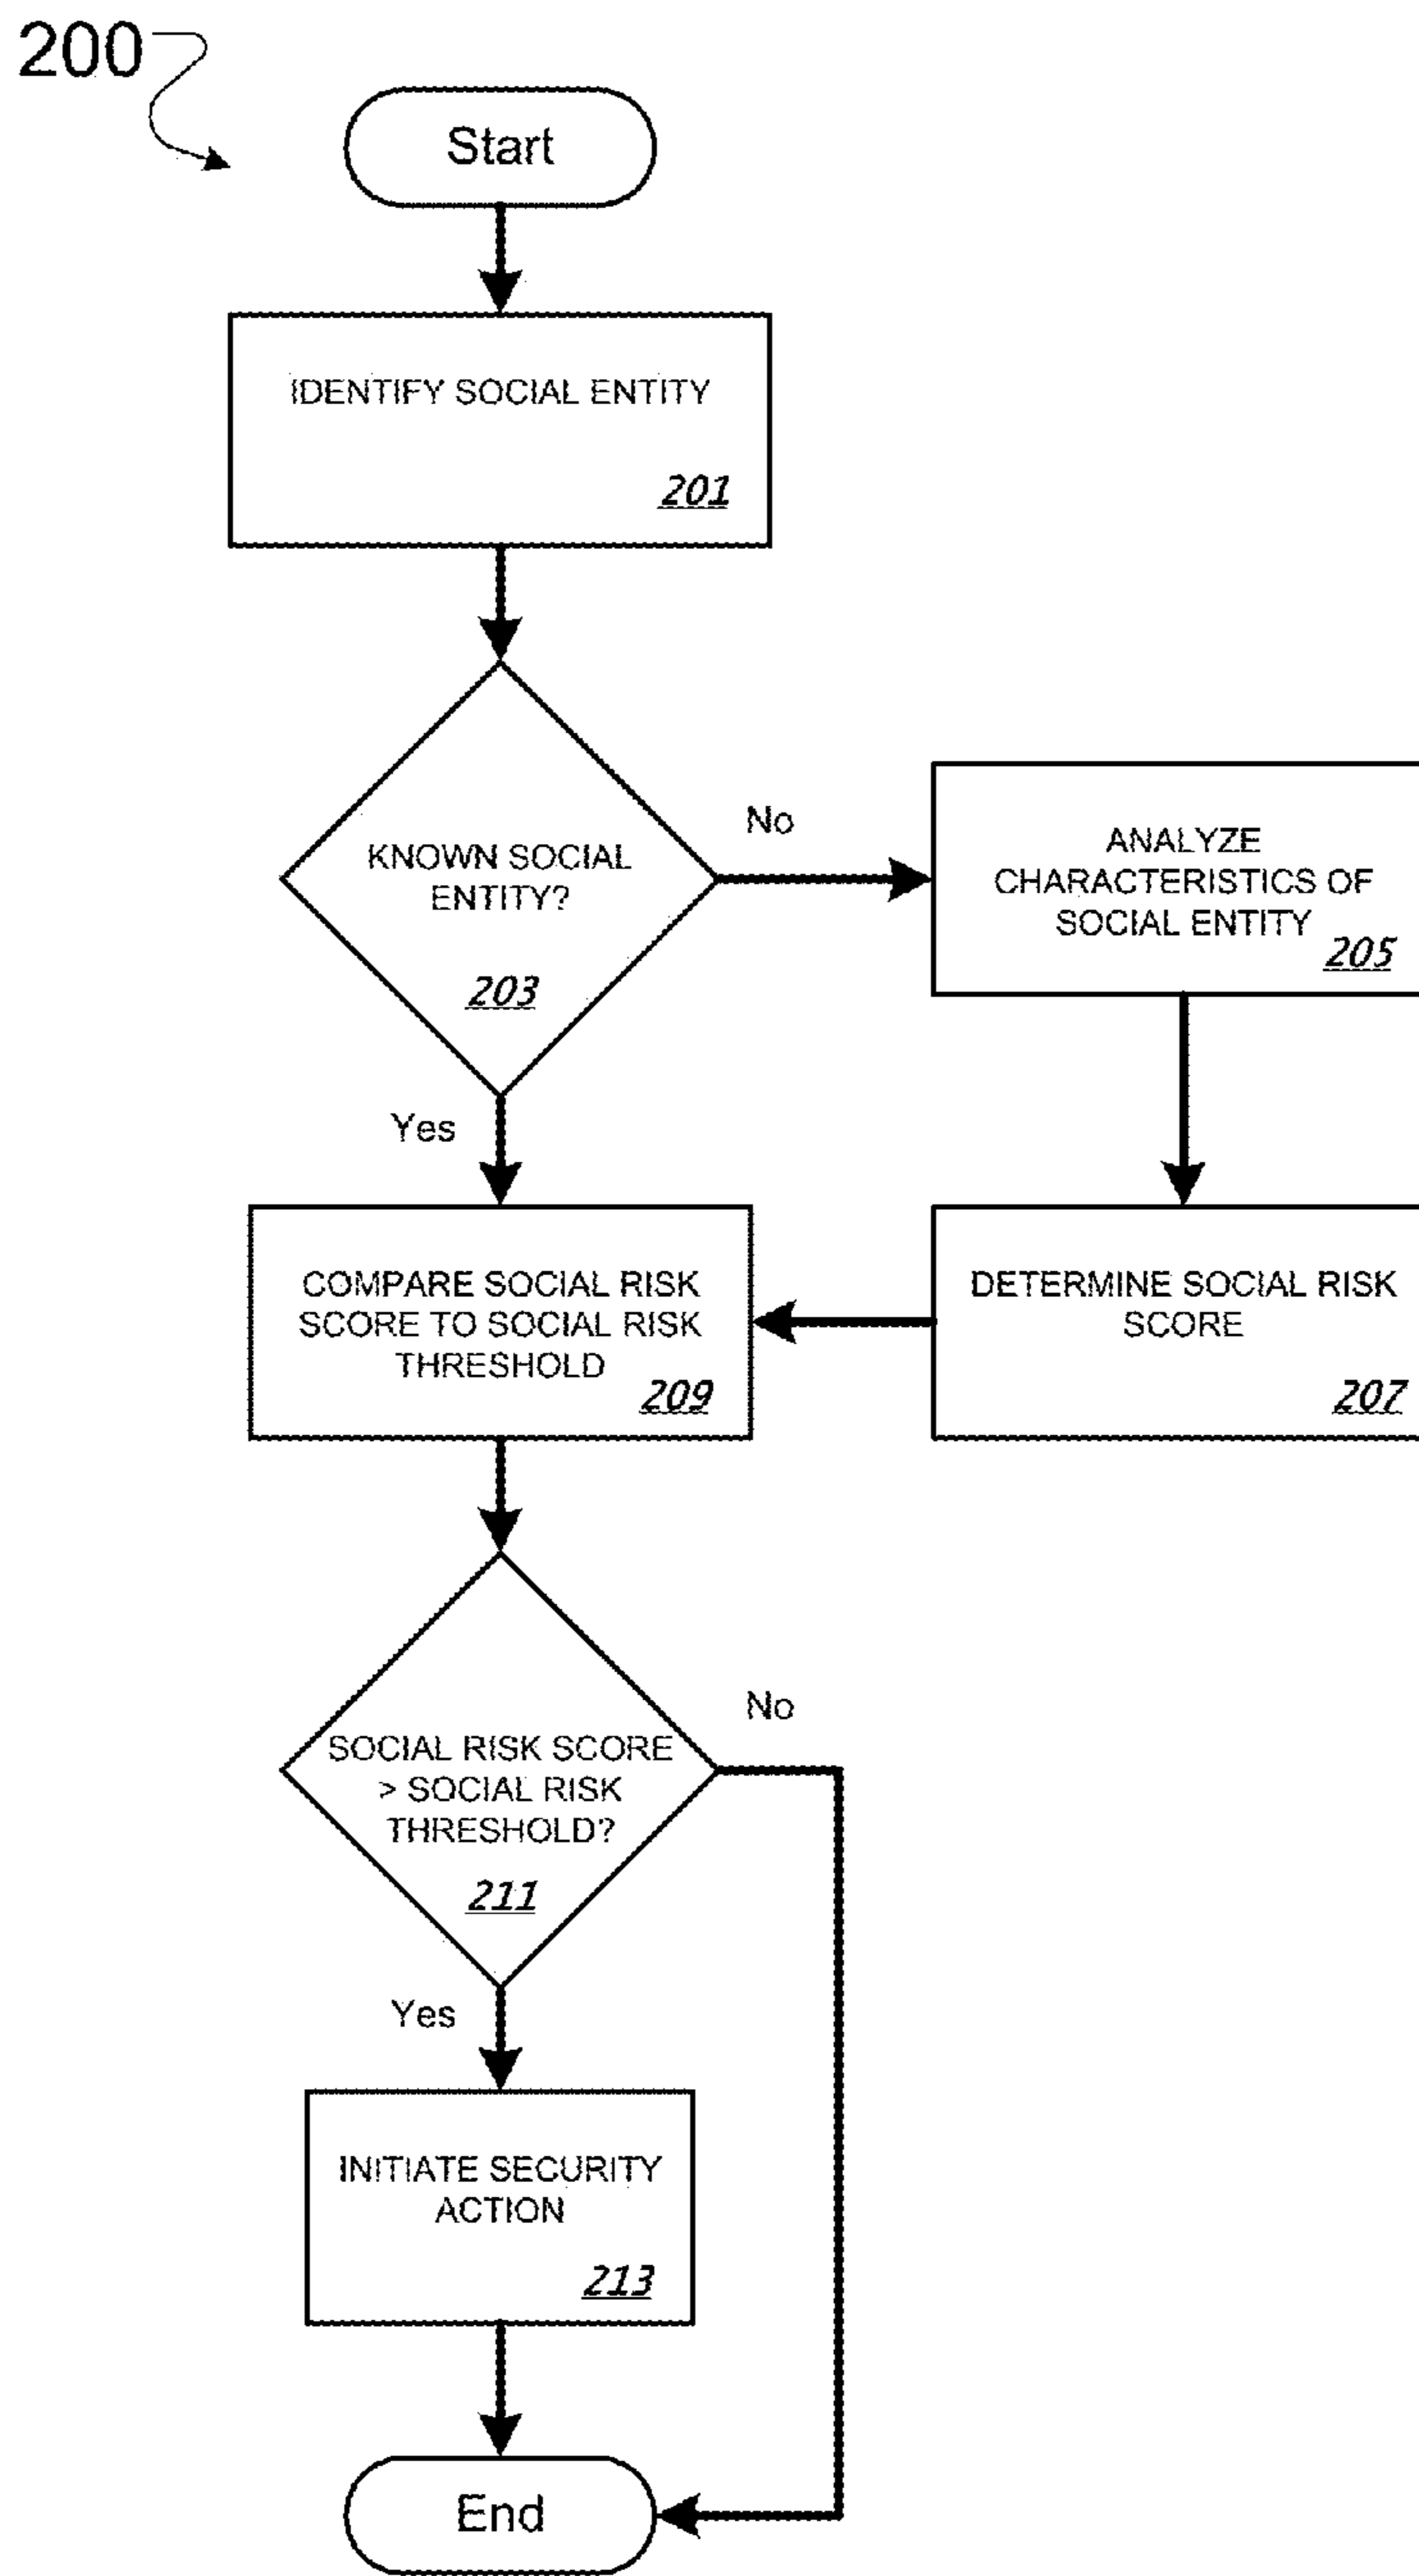 200
Start
IDENTIFY SOCIAL ENTITY
201
KNOWN SOCIAL
ENTITY?
203
No
ANALYZE
CHARACTERISTICS OF
SOCIAL ENTITY
205
Yes
COMPARE SOCIAL RISK
SCORE TO SOCIAL RISK
THRESHOLD
209
DETERMINE SOCIAL RISK
SCORE
207
SOCIAL RISK SCORE
> SOCIAL RISK
THRESHOLD?
211
No
Yes
INITIATE SECURITY
ACTION
213
End